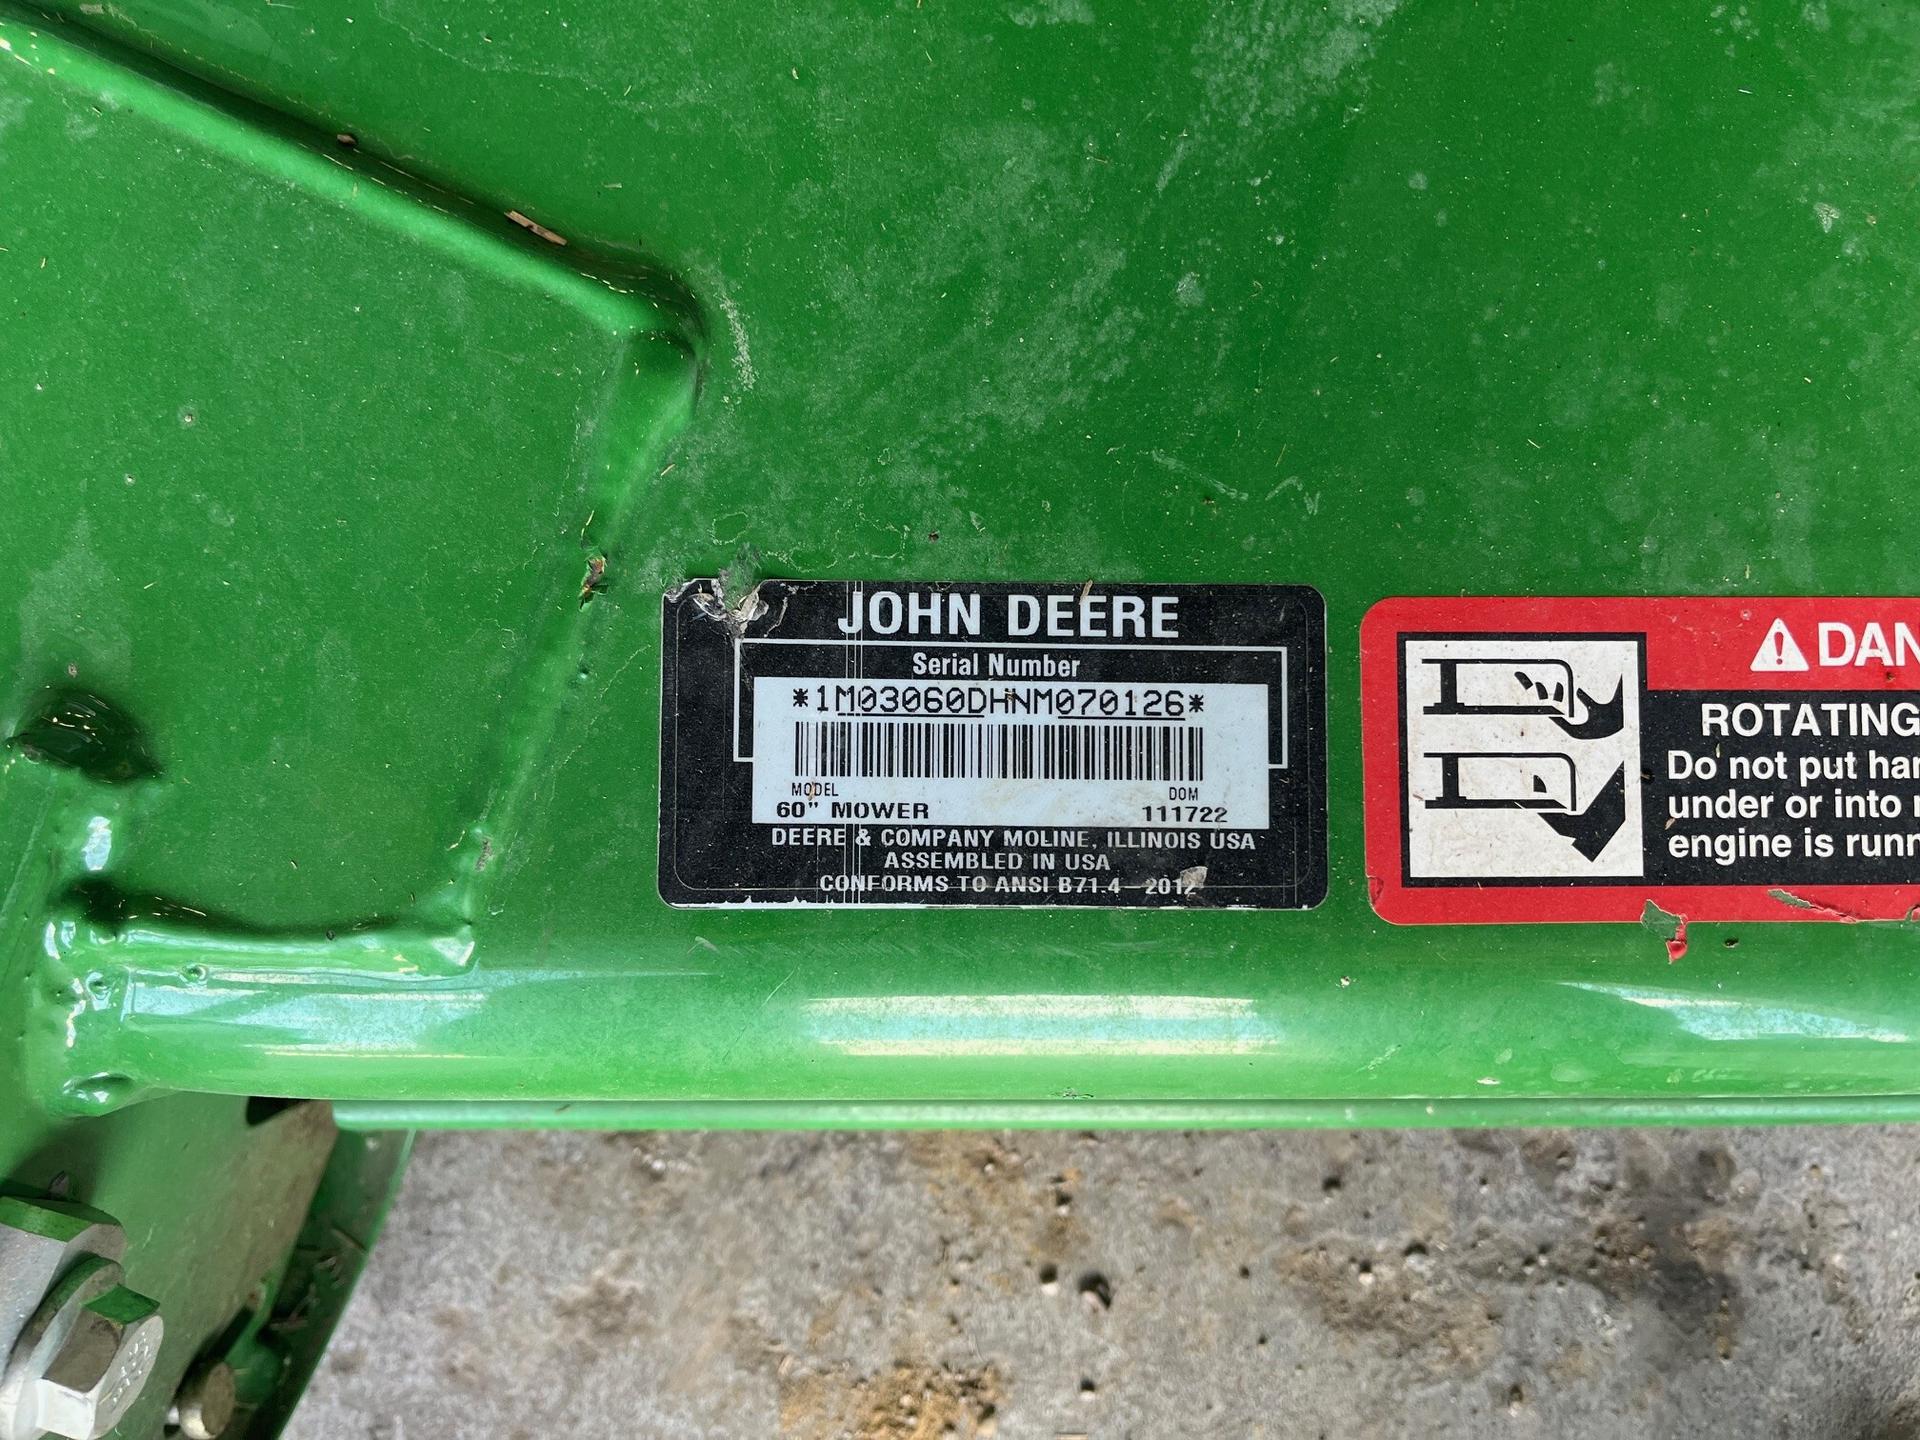 JOHN DEERE
Serial Number
*1M03060DHNM070126*
MODEL DOM
60" MOWER 111722
DEERE & COMPANY MOLINE, ILLINOIS USA
ASSEMBLED IN USA
CONFORMS TO ANSI B71.4-2012
DAN
ROTATING
Do not put har
under or into
engine is runn